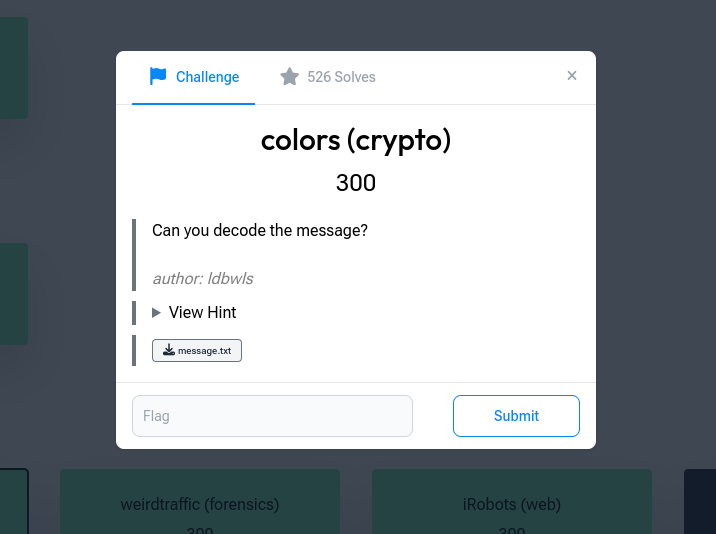 Challenge
526 Solves
×
colors (crypto)
300
Can you decode the message?
author: ldbwls
View Hint
message.txt
Flag
Submit
weirdtraffic (forensics)
iRobots (web)
300
300